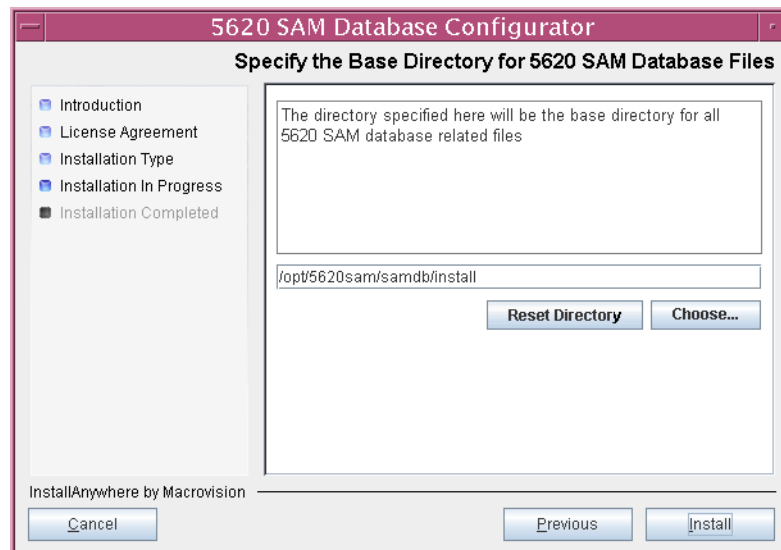 5620 SAM Database Configurator
Specify the Base Directory for 5620 SAM Database Files
Introduction
License Agreement
Installation Type
Installation In Progress
Installation Completed
The directory specified here will be the base directory for all
5620 SAM database related files
/opt/5620sam/samdb/install
Reset Directory
Choose...
InstallAnywhere by Macrovision
Cancel
Previous
Install